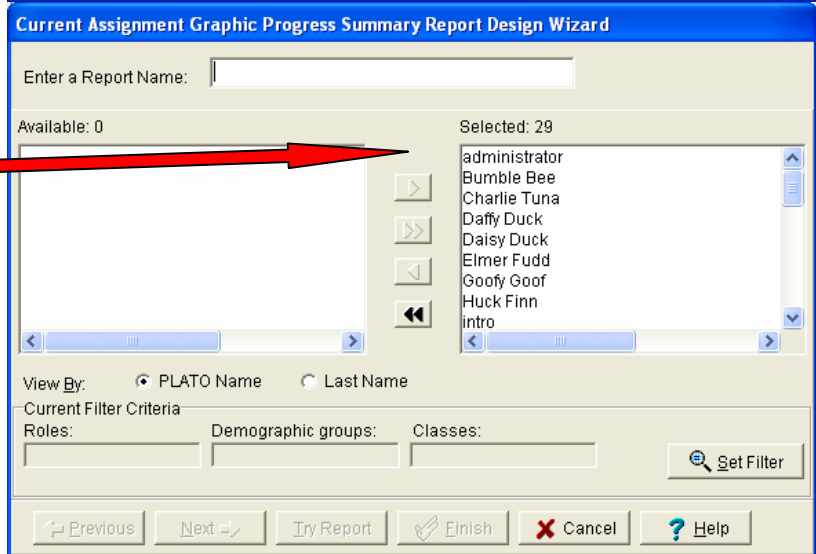 Current Assignment Graphic Progress Summary Report Design Wizard
Enter a Report Name:
Available: 0
Selected: 29
administrator
Bumble Bee
Charlie Tuna
Daffy Duck
Daisy Duck
Elmer Fudd
Goofy Goof
Huck Finn
intro
View By: PLATO Name Last Name
Current Filter Criteria
Roles: Demographic groups: Classes:
Set Filter
Previous Next Try Report Finish Cancel Help